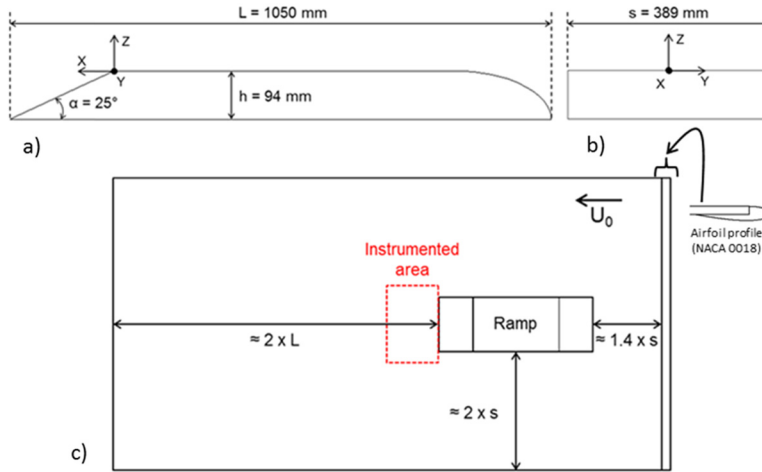 L = 1050 mm
Z
X
Y
α = 25°
h = 94 mm
a)
s = 389 mm
Z
X
Y
b)
U₀
Airfoil profile
(NACA 0018)
Instrumented
area
Ramp
≈ 2 x L
≈ 1.4 x s
≈ 2 x s
c)